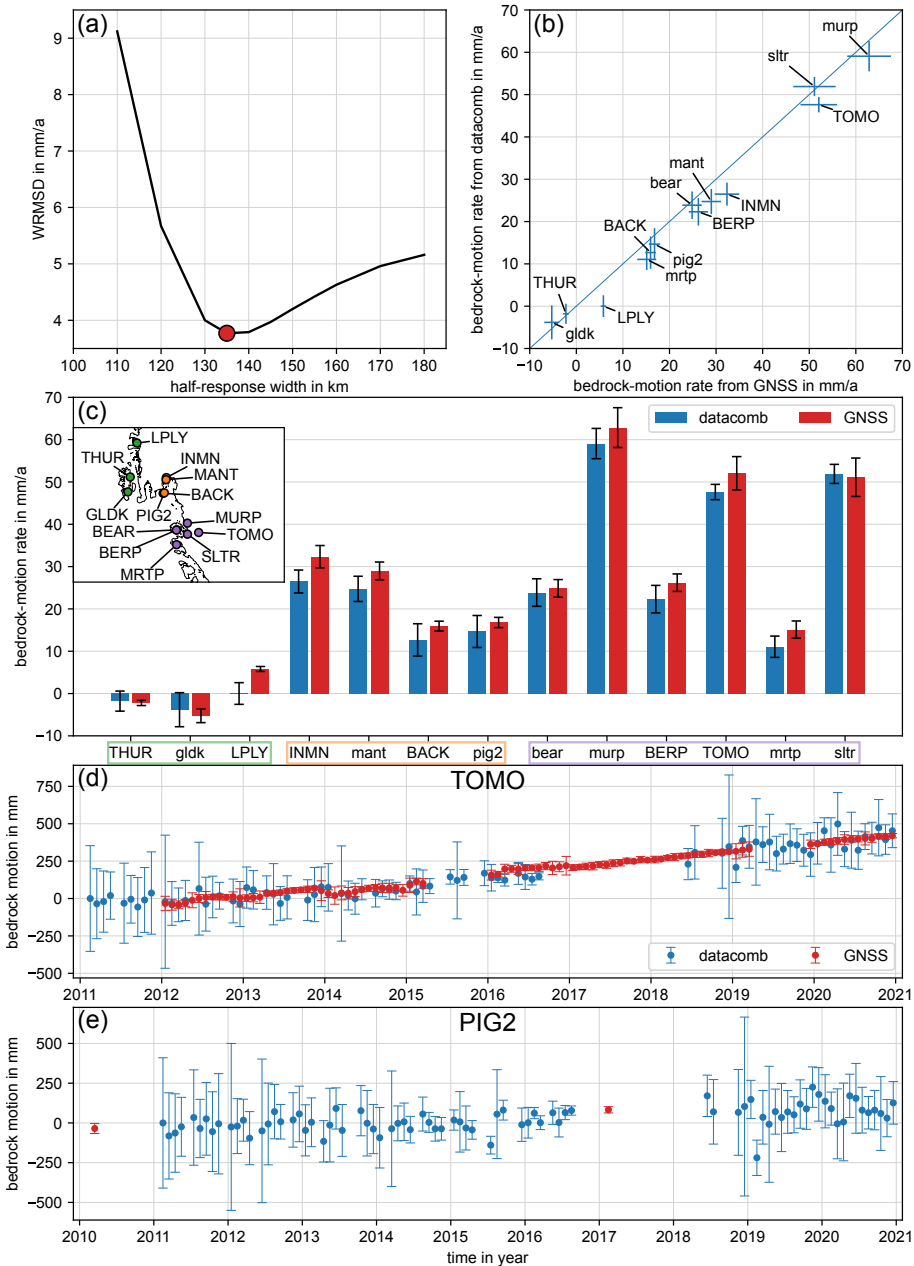 (a)
WRMSD in mm/a
9
8
7
6
5
4
100 110 120 130 140 150 160 170 180
half-response width in km
(b)
bedrock-motion rate from datacomb in mm/a
70
60
50
40
30
20
10
0
−10
murp
sltr
TOMO
mant
bear
INMN
BERP
BACK
pig2
mrtp
THUR
LPLY
gldk
−10 0 10 20 30 40 50 60 70
bedrock-motion rate from GNSS in mm/a
(c)
bedrock-motion rate in mm/a
70
60
50
40
30
20
10
0
−10
datacomb GNSS
LPLY
THUR
INMN
MANT
GLDK
PIG2
BACK
BEAR
MURP
BERP
TOMO
SLTR
MRTP
THUR gldk LPLY INMN mant BACK pig2 bear murp BERP TOMO mrtp sltr
(d)
TOMO
bedrock motion in mm
750
500
250
0
−250
−500
datacomb GNSS
2011 2012 2013 2014 2015 2016 2017 2018 2019 2020 2021
(e)
PIG2
bedrock motion in mm
500
250
0
−250
−500
2010 2011 2012 2013 2014 2015 2016 2017 2018 2019 2020 2021
time in year